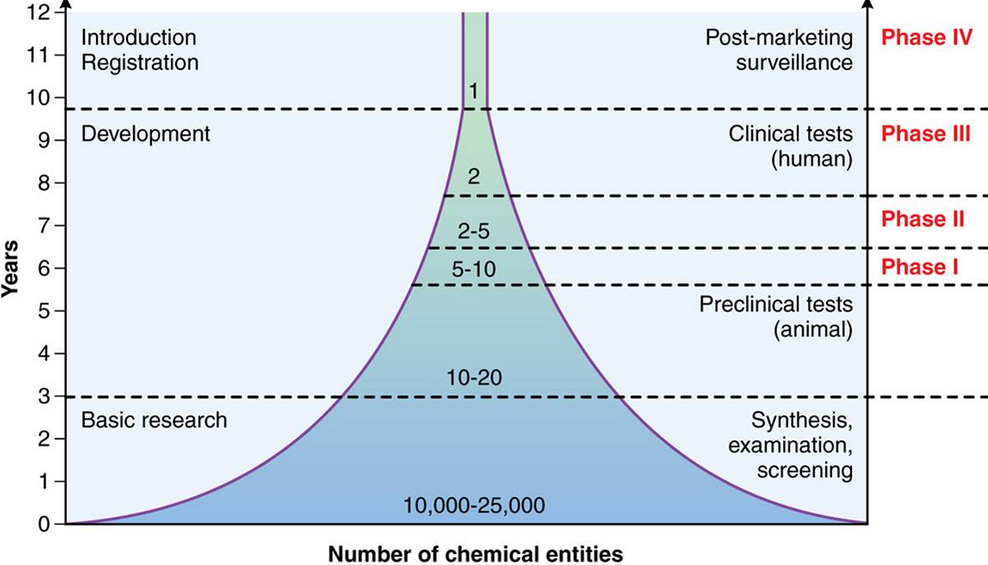 12
Introduction
Registration
Post-marketing
surveillance
Phase IV
11
10
1
9
Development
Clinical tests
(human)
Phase III
8
2
7
2-5
Phase II
6
5-10
Phase I
5
Preclinical tests
(animal)
4
10-20
3
Basic research
Synthesis,
examination,
screening
2
1
10,000-25,000
0
Years
Number of chemical entities